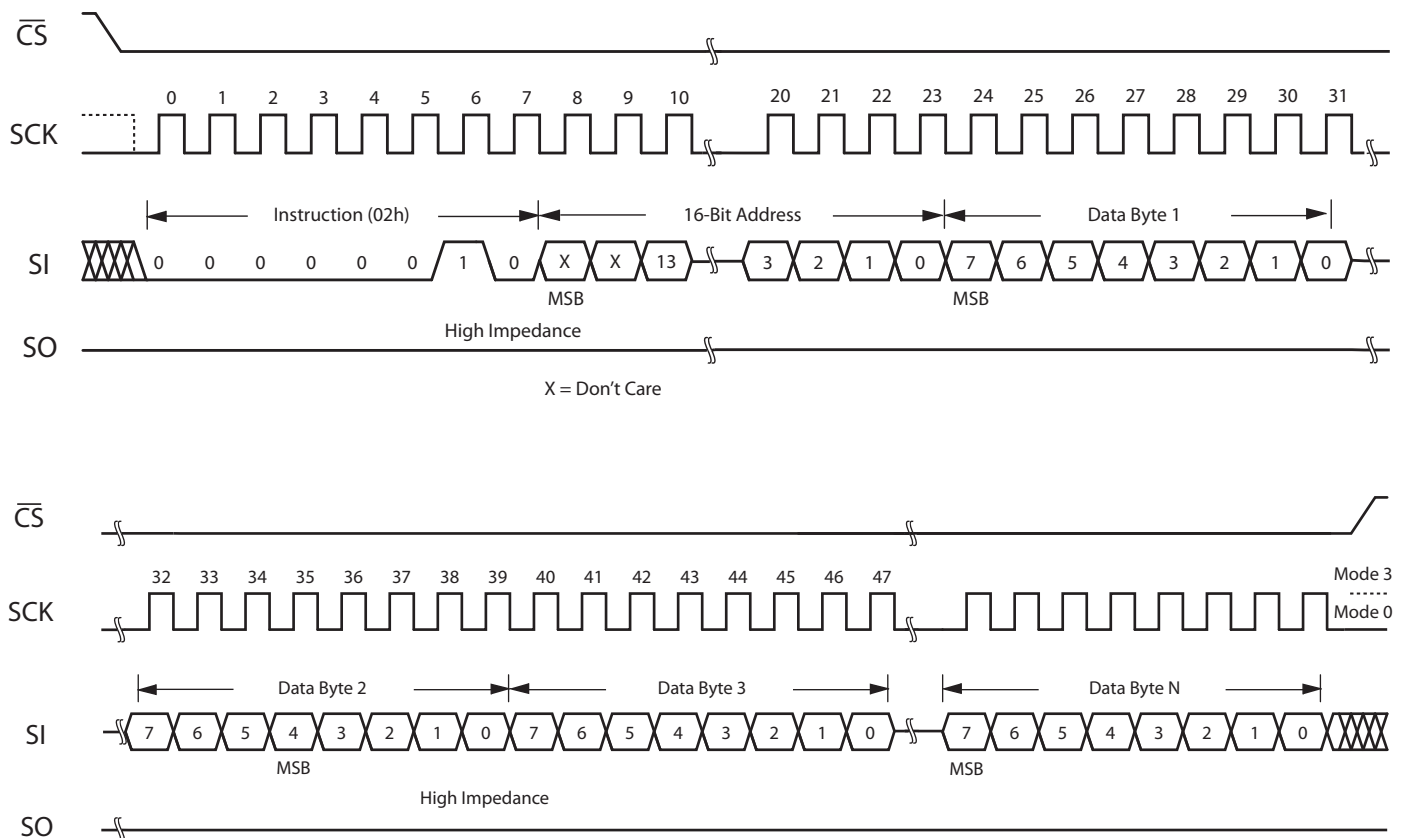 CS
0 1 2 3 4 5 6 7 8 9 10 20 21 22 23 24 25 26 27 28 29 30 31
SCK
Instruction (02h) 16-Bit Address Data Byte 1
SI 0 0 0 0 0 0 1 0 X X 13 3 2 1 0 7 6 5 4 3 2 1 0
MSB MSB
High Impedance
SO
X = Don't Care
CS
32 33 34 35 36 37 38 39 40 41 42 43 44 45 46 47 Mode 3
SCK Mode 0
Data Byte 2 Data Byte 3 Data Byte N
SI 7 6 5 4 3 2 1 0 7 6 5 4 3 2 1 0 7 6 5 4 3 2 1 0
MSB MSB
High Impedance
SO